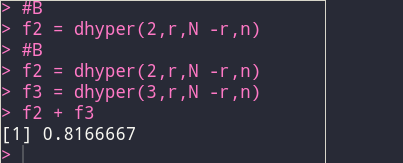 > #B
> f2 = dhyper(2,r,N -r,n)
> #B
> f2 = dhyper(2,r,N -r,n)
> f3 = dhyper(3,r,N -r,n)
> f2 + f3
[1] 0.8166667
>